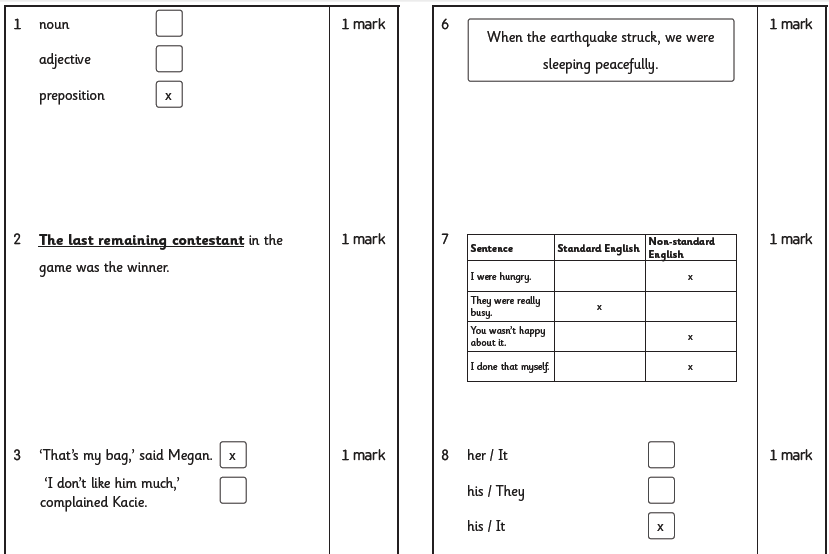 1 noun 1 mark
adjective
preposition x
2 The last remaining contestant in the 1 mark
game was the winner.
3 ‘That’s my bag,’ said Megan. x 1 mark
‘I don’t like him much,’
complained Kacie.
6 When the earthquake struck, we were 1 mark
sleeping peacefully.
7 1 mark
Sentence Standard English Non-standard
English
I were hungry. x
They were really
busy. x
You wasn’t happy
about it. x
I done that myself. x
8 her / It 1 mark
his / They
his / It x